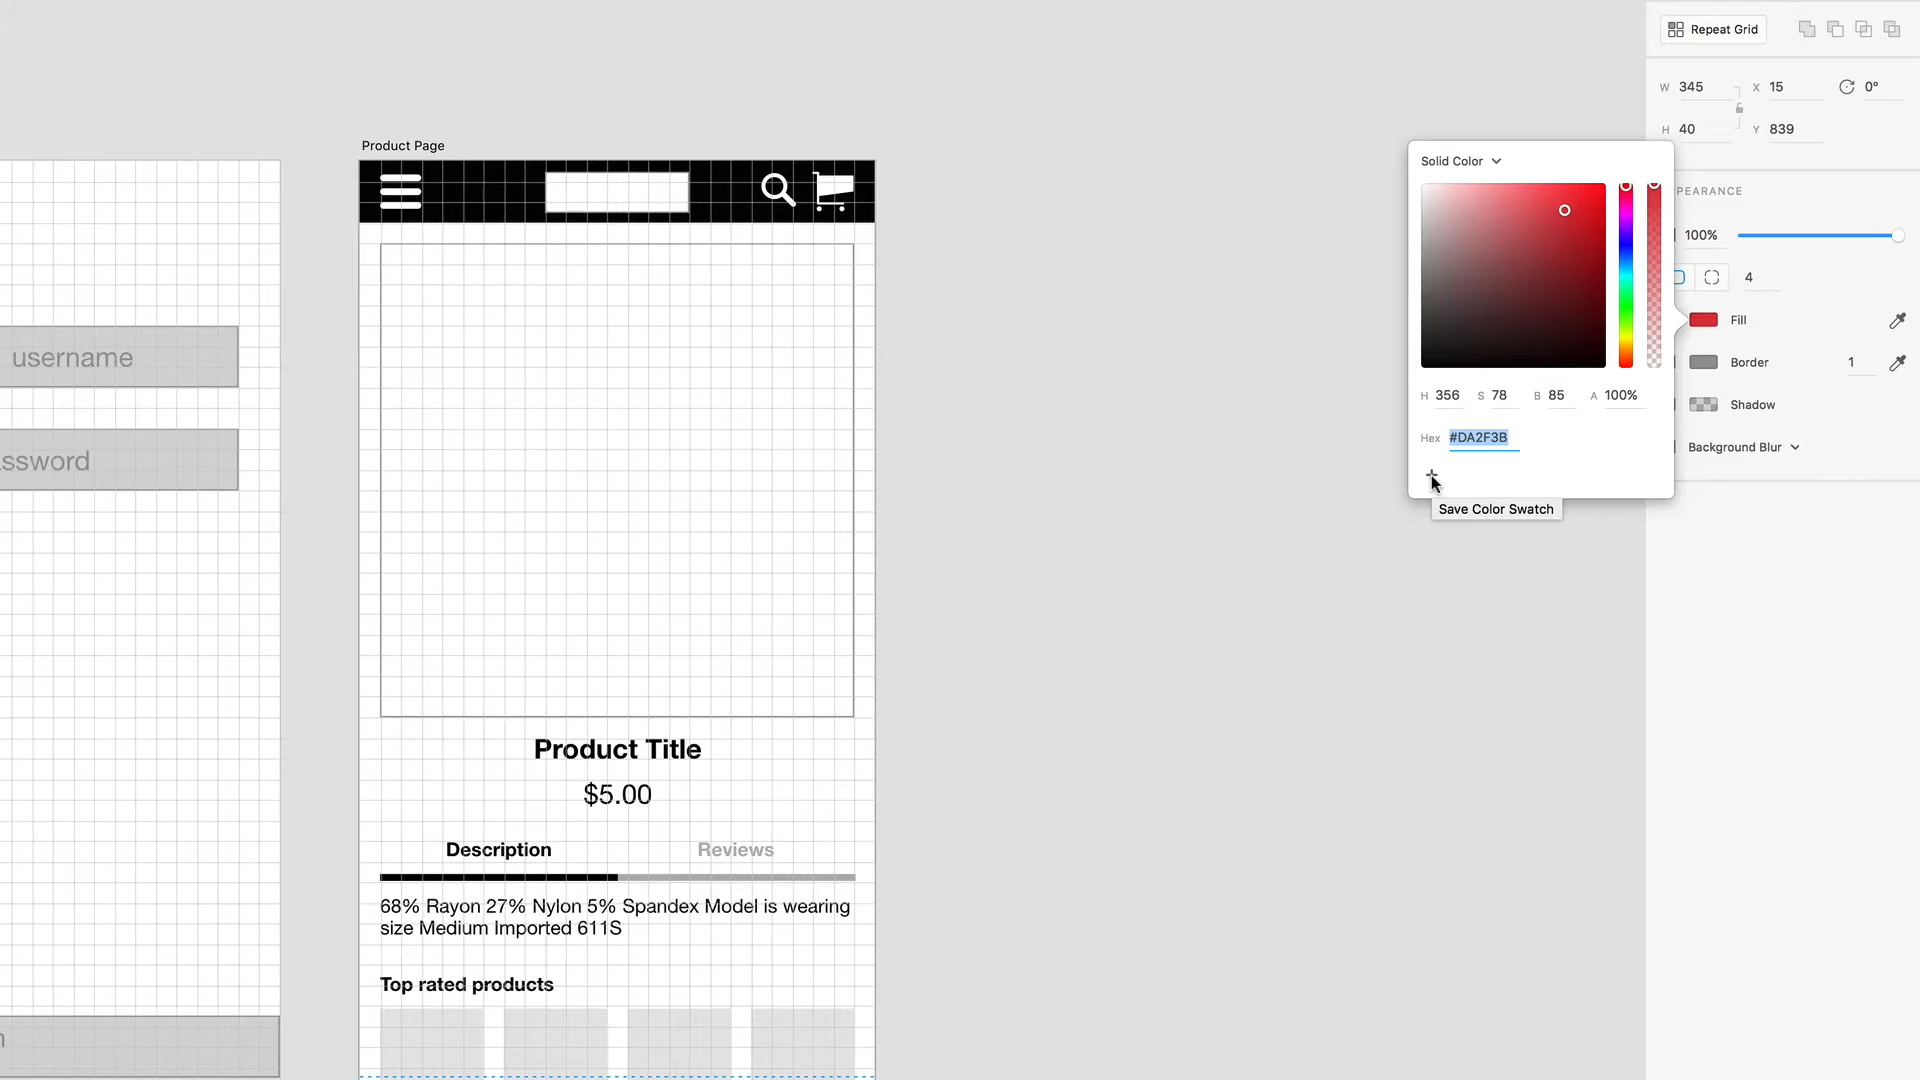 Repeat Grid
W 345
X 15
0°
H 40
Y 839
Product Page
Solid Color
PEARANCE
100%
4
Fill
Border
1
Shadow
Background Blur
H 356 S 78 B 85 A 100%
Hex #DA2F3B
Save Color Swatch
username
ssword
Product Title
$5.00
Description
Reviews
68% Rayon 27% Nylon 5% Spandex Model is wearing
size Medium Imported 611S
Top rated products